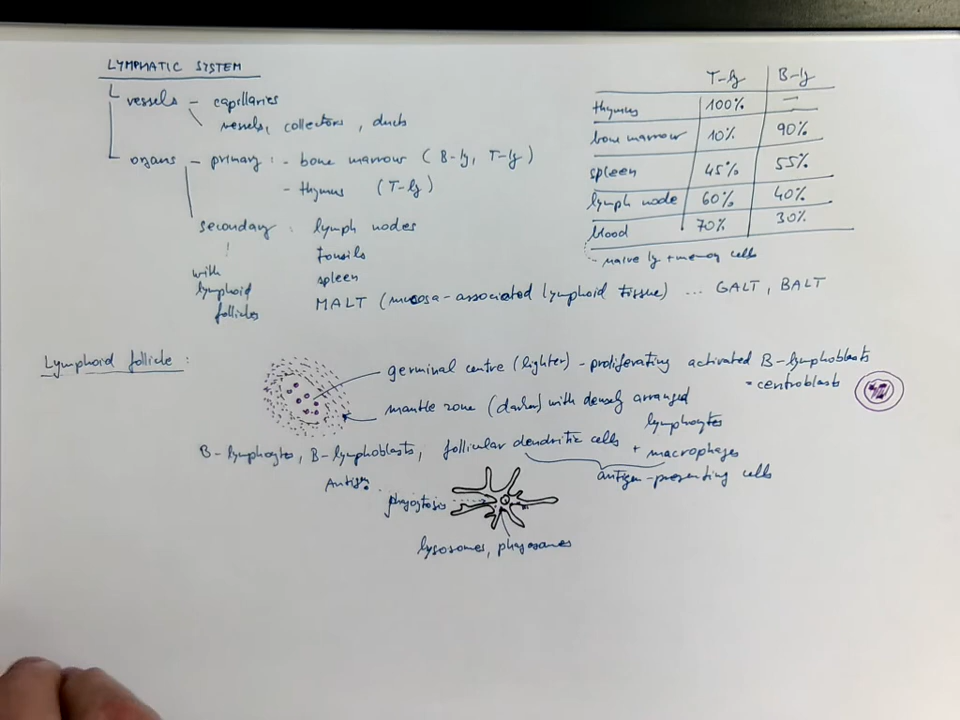 LYMPHATIC SYSTEM
vessels - capillaries
vessels, collectors, ducts
organs - primary : - bone marrow (B-ly, T-ly)
- thymus (T-ly)
secondary : lymph nodes
tonsils
spleen
MALT (mucosa-associated lymphoid tissue) ... GALT, BALT
with
lymphoid
follicles
T-ly B-ly
thymus 100% —
bone marrow 10% 90%
spleen 45% 55%
lymph node 60% 40%
blood 70% 30%
naive ly + memory cells
Lymphoid follicle :
germinal centre (lighter) - proliferating activated B-lymphoblasts
- centroblasts
mantle zone (darker) with densely arranged
lymphocytes
B-lymphocytes, B-lymphoblasts, follicular dendritic cells
+ macrophages
antigen-presenting cells
Antigen
phagocytosis
lysosomes, phagosomes